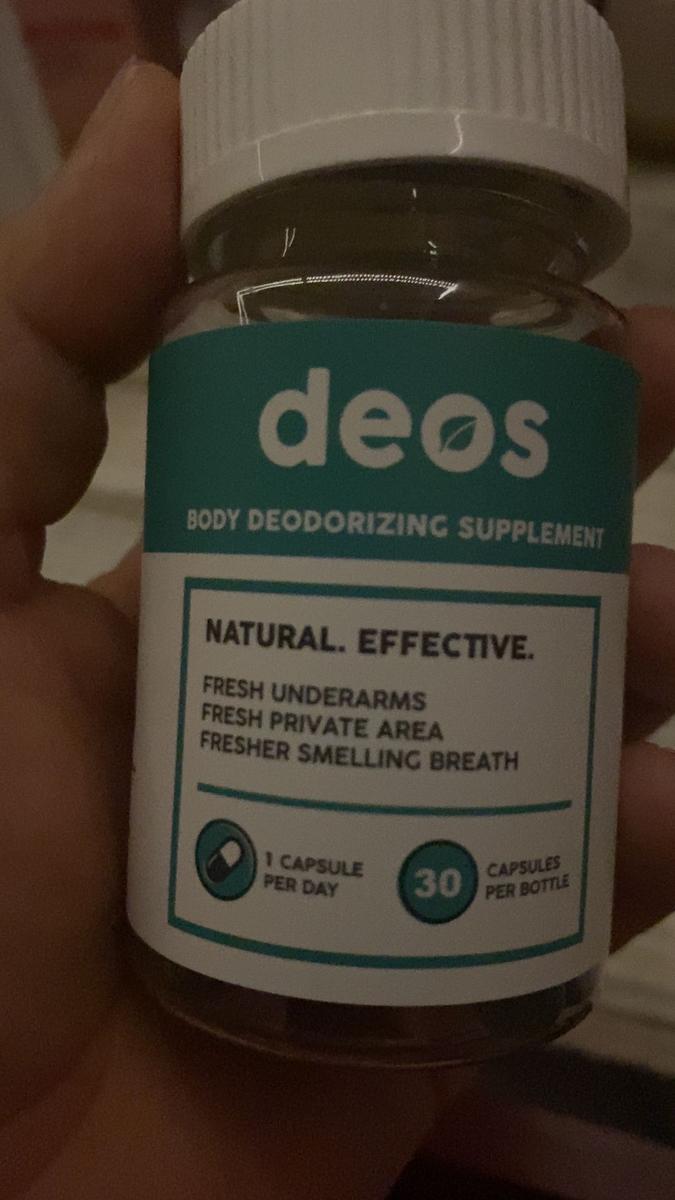 deos
BODY DEODORIZING SUPPLEMENT
NATURAL. EFFECTIVE.
FRESH UNDERARMS
FRESH PRIVATE AREA
FRESHER SMELLING BREATH
1 CAPSULE
PER DAY
30
CAPSULES
PER BOTTLE